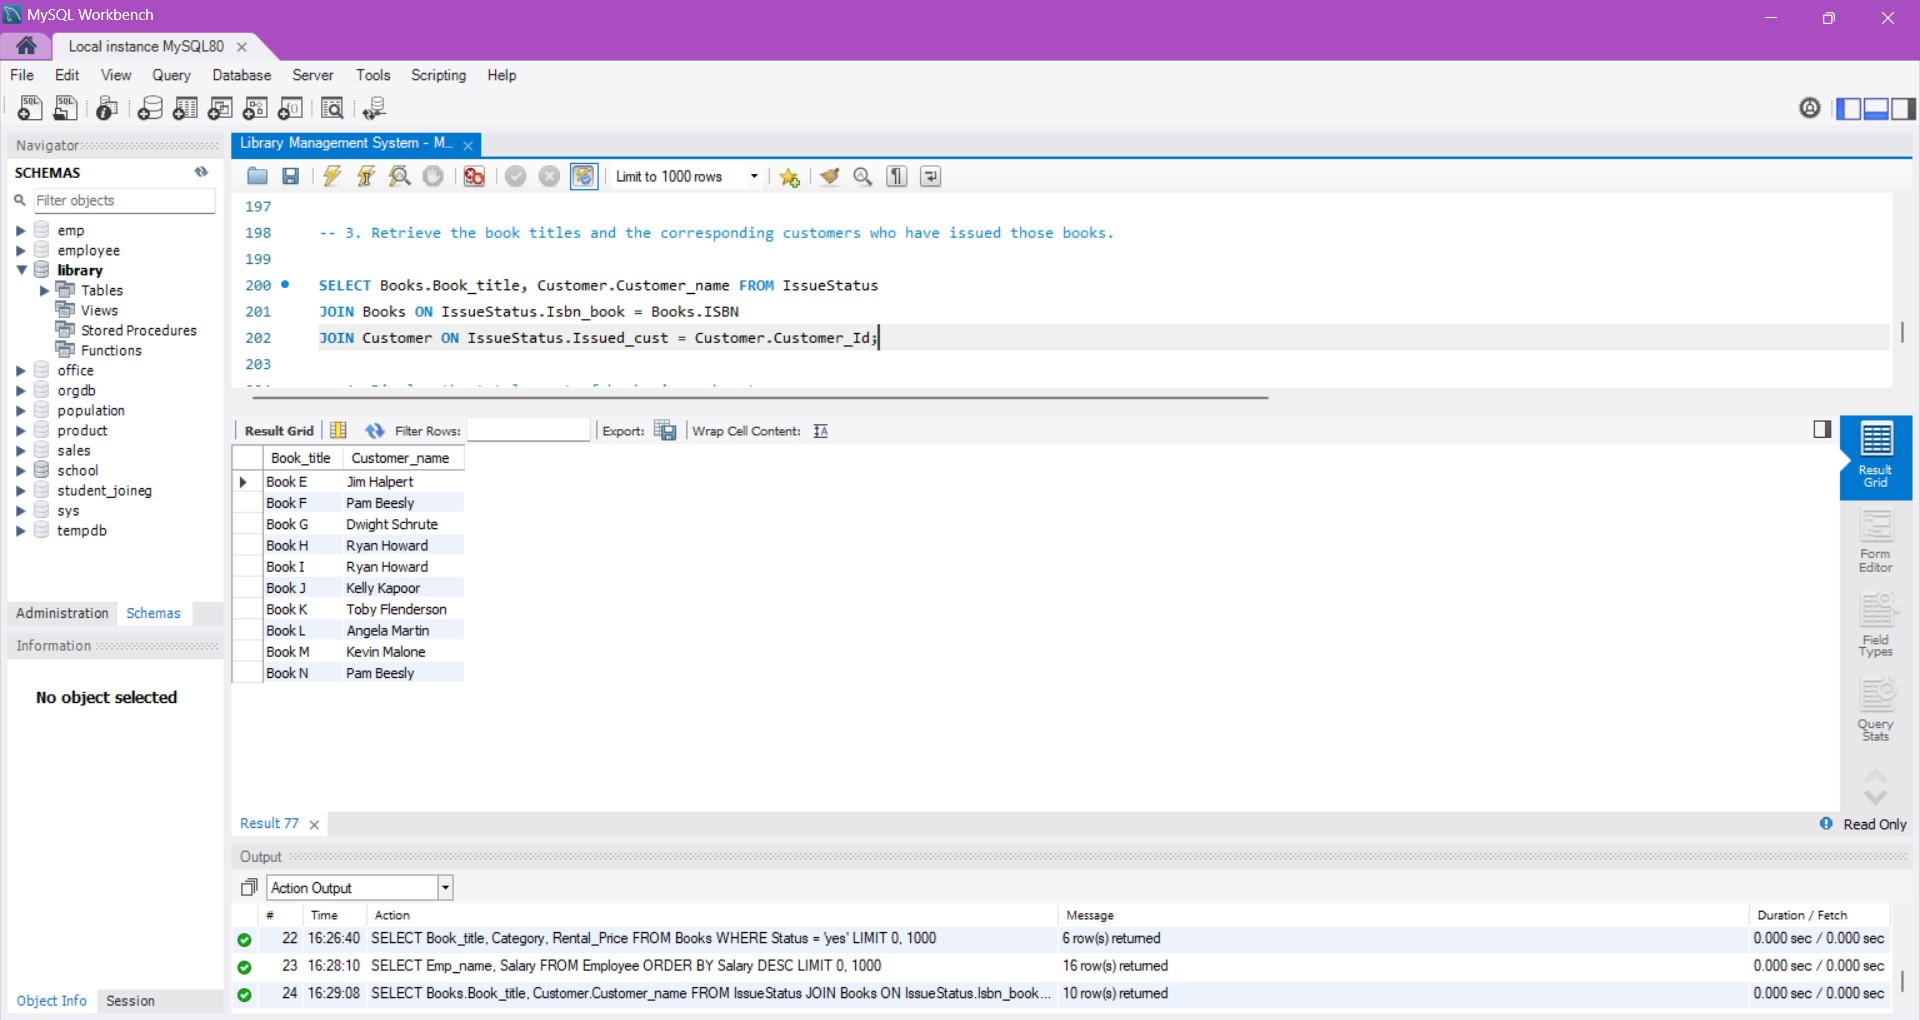 MySQL Workbench
Local instance MySQL80
File Edit View Query Database Server Tools Scripting Help
Navigator
SCHEMAS
Filter objects
emp
employee
library
Tables
Views
Stored Procedures
Functions
office
orgdb
population
product
sales
school
student_joineg
sys
tempdb
Administration Schemas
Information
No object selected
Object Info Session
Library Management System - M...
Limit to 1000 rows
197
198 -- 3. Retrieve the book titles and the corresponding customers who have issued those books.
199
200 SELECT Books.Book_title, Customer.Customer_name FROM IssueStatus
201 JOIN Books ON IssueStatus.Isbn_book = Books.ISBN
202 JOIN Customer ON IssueStatus.Issued_cust = Customer.Customer_Id;
203
Result Grid Filter Rows: Export: Wrap Cell Content:
Book_title Customer_name
Book E Jim Halpert
Book F Pam Beesly
Book G Dwight Schrute
Book H Ryan Howard
Book I Ryan Howard
Book J Kelly Kapoor
Book K Toby Flenderson
Book L Angela Martin
Book M Kevin Malone
Book N Pam Beesly
Result
Grid
Form
Editor
Field
Types
Query
Stats
Result 77
Read Only
Output
Action Output
# Time Action Message Duration / Fetch
22 16:26:40 SELECT Book_title, Category, Rental_Price FROM Books WHERE Status = 'yes' LIMIT 0, 1000 6 row(s) returned 0.000 sec / 0.000 sec
23 16:28:10 SELECT Emp_name, Salary FROM Employee ORDER BY Salary DESC LIMIT 0, 1000 16 row(s) returned 0.000 sec / 0.000 sec
24 16:29:08 SELECT Books.Book_title, Customer.Customer_name FROM IssueStatus JOIN Books ON IssueStatus.Isbn_book... 10 row(s) returned 0.000 sec / 0.000 sec